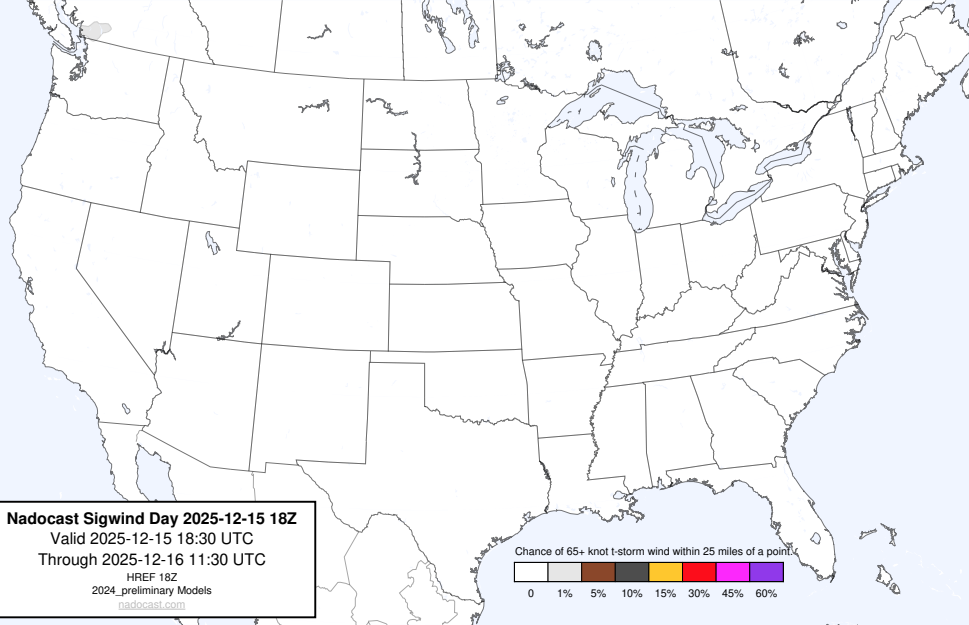 Nadocast Sigwind Day 2025-12-15 18Z
Valid 2025-12-15 18:30 UTC
Through 2025-12-16 11:30 UTC
HREF 18Z
2024_preliminary Models
nadocast.com
Chance of 65+ knot t-storm wind within 25 miles of a point.
0 1% 5% 10% 15% 30% 45% 60%